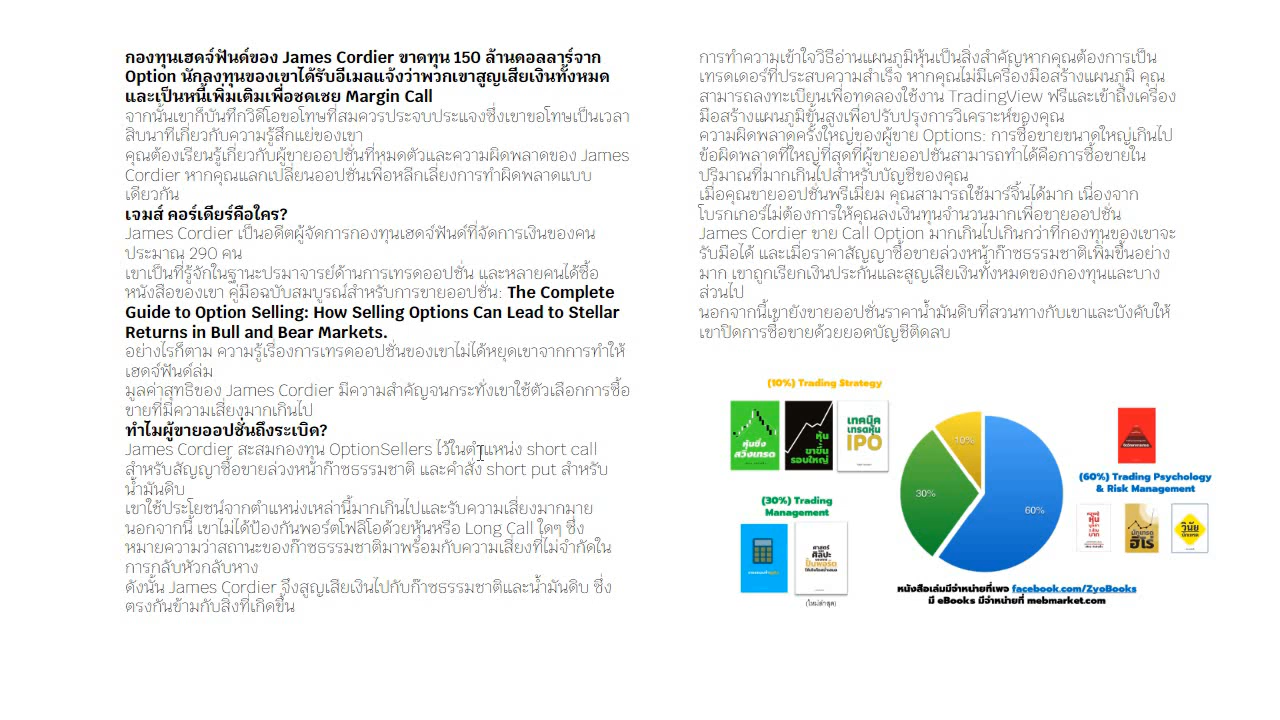 กองทุนเฮดจ์ฟันด์ของ James Cordier ขาดทุน 150 ล้านดอลลาร์จาก
Option นักลงทุนของเขาได้รับอีเมลแจ้งว่าพวกเขาสูญเสียเงินทั้งหมด
และเป็นหนี้เพิ่มเติมเพื่อชดเชย Margin Call
จากนั้นเขาก็บันทึกวิดีโอขอโทษที่สมควรประจบประแจงซึ่งเขาขอโทษเป็นเวลา
สิบนาทีเกี่ยวกับความรู้สึกแย่ของเขา
คุณต้องเรียนรู้เกี่ยวกับผู้ขายออปชั่นที่หมดตัวและความผิดพลาดของ James
Cordier หากคุณแลกเปลี่ยนออปชั่นเพื่อหลีกเลี่ยงการทำผิดพลาดแบบ
เดียวกัน
เจมส์ คอร์เดียร์คือใคร?
James Cordier เป็นอดีตผู้จัดการกองทุนเฮดจ์ฟันด์ที่จัดการเงินของคน
ประมาณ 290 คน
เขาเป็นที่รู้จักในฐานะปรมาจารย์ด้านการเทรดออปชั่น และหลายคนได้ซื้อ
หนังสือของเขา คู่มือฉบับสมบูรณ์สำหรับการขายออปชั่น: The Complete
Guide to Option Selling: How Selling Options Can Lead to Stellar
Returns in Bull and Bear Markets.
อย่างไรก็ตาม ความรู้เรื่องการเทรดออปชั่นของเขาไม่ได้หยุดเขาจากการทำให้
เฮดจ์ฟันด์ล่ม
มูลค่าสุทธิของ James Cordier มีความสำคัญจนกระทั่งเขาใช้ตัวเลือกการซื้อ
ขายที่มีความเสี่ยงมากเกินไป
ทำไมผู้ขายออปชั่นถึงระเบิด?
James Cordier สะสมกองทุน OptionSellers ไว้ในตำแหน่ง short call
สำหรับสัญญาซื้อขายล่วงหน้าก๊าซธรรมชาติ และคำสั่ง short put สำหรับ
น้ำมันดิบ
เขาใช้ประโยชน์จากตำแหน่งเหล่านี้มากเกินไปและรับความเสี่ยงมากมาย
นอกจากนี้ เขาไม่ได้ป้องกันพอร์ตโฟลิโอด้วยหุ้นหรือ Long Call ใดๆ ซึ่ง
หมายความว่าสถานะของก๊าซธรรมชาติมาพร้อมกับความเสี่ยงที่ไม่จำกัดใน
การกลับหัวกลับหาง
ดังนั้น James Cordier จึงสูญเสียเงินไปกับก๊าซธรรมชาติและน้ำมันดิบ ซึ่ง
ตรงกันข้ามกับสิ่งที่เกิดขึ้น
การทำความเข้าใจวิธีอ่านแผนภูมิหุ้นเป็นสิ่งสำคัญหากคุณต้องการเป็น
เทรดเดอร์ที่ประสบความสำเร็จ หากคุณไม่มีเครื่องมือสร้างแผนภูมิ คุณ
สามารถลงทะเบียนเพื่อทดลองใช้งาน TradingView ฟรีและเข้าถึงเครื่อง
มือสร้างแผนภูมิขั้นสูงเพื่อปรับปรุงการวิเคราะห์ของคุณ
ความผิดพลาดครั้งใหญ่ของผู้ขาย Options: การซื้อขายขนาดใหญ่เกินไป
ข้อผิดพลาดที่ใหญ่ที่สุดที่ผู้ขายออปชันสามารถทำได้คือการซื้อขายใน
ปริมาณที่มากเกินไปสำหรับบัญชีของคุณ
เมื่อคุณขายออปชั่นพรีเมี่ยม คุณสามารถใช้มาร์จิ้นได้มาก เนื่องจาก
โบรกเกอร์ไม่ต้องการให้คุณลงเงินทุนจำนวนมากเพื่อขายออปชั่น
James Cordier ขาย Call Option มากเกินไปเกินกว่าที่กองทุนของเขาจะ
รับมือได้ และเมื่อราคาสัญญาซื้อขายล่วงหน้าก๊าซธรรมชาติเพิ่มขึ้นอย่าง
มาก เขาถูกเรียกเงินประกันและสูญเสียเงินทั้งหมดของกองทุนและบาง
ส่วนไป
นอกจากนี้เขายังขายออปชั่นราคาน้ำมันดิบที่สวนทางกับเขาและบังคับให้
เขาปิดการซื้อขายด้วยยอดบัญชีติดลบ
(10%) Trading Strategy
หุ้นซิ่ง
สวิงเทรด
หุ้น
ขาขึ้น
รอบใหญ่
เทคนิค
เทรดหุ้น
IPO
(30%) Trading
Management
ศาสตร์
ศิลปะ
ปั้นพอร์ต
(ใหม่ล่าสุด)
10%
30%
60%
(60%) Trading Psychology
& Risk Management
ฮีโร่
วินัย
หนังสือเล่มมีจำหน่ายที่เพจ facebook.com/ZyoBooks
มี eBooks มีจำหน่ายที่ mebmarket.com